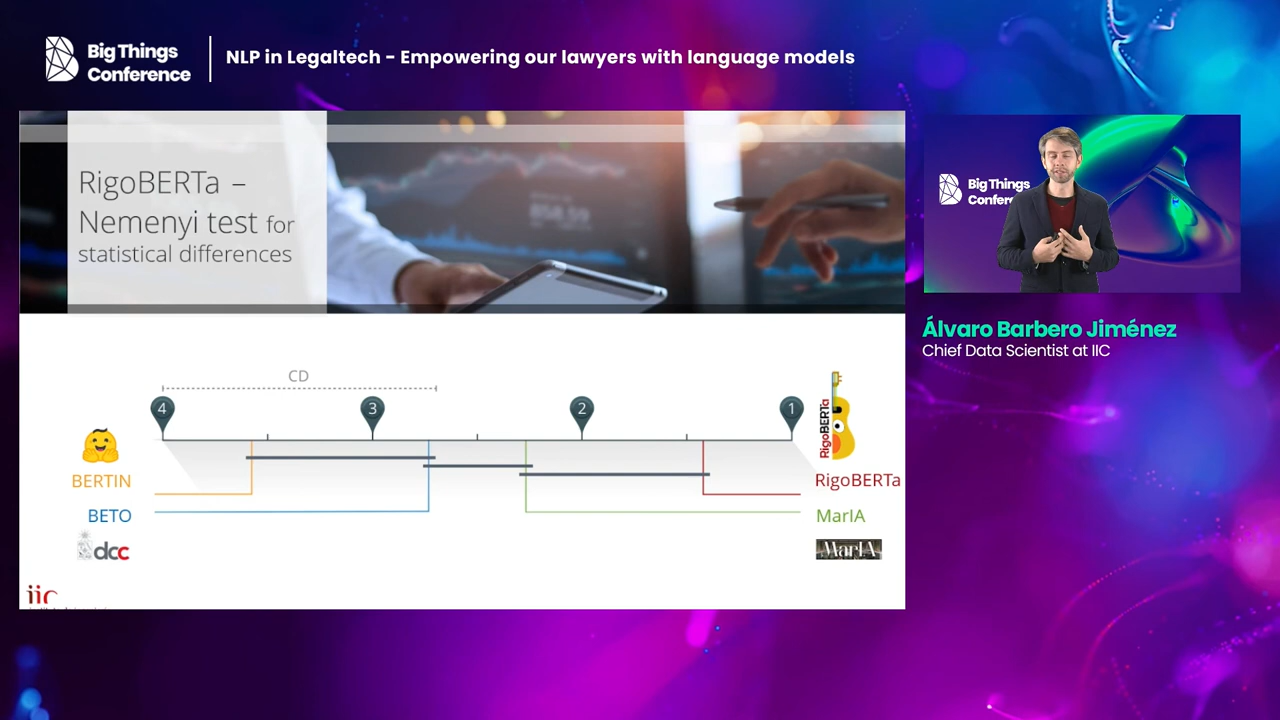 Big Things
Conference
NLP in Legaltech - Empowering our lawyers with language models
RigoBERTa –
Nemenyi test for
statistical differences
Big Things
Confere
Álvaro Barbero Jiménez
Chief Data Scientist at IIC
CD
4
3
2
1
RigoBERTa
BERTIN
RigoBERTa
BETO
MarIA
dcc
MarIA
iic